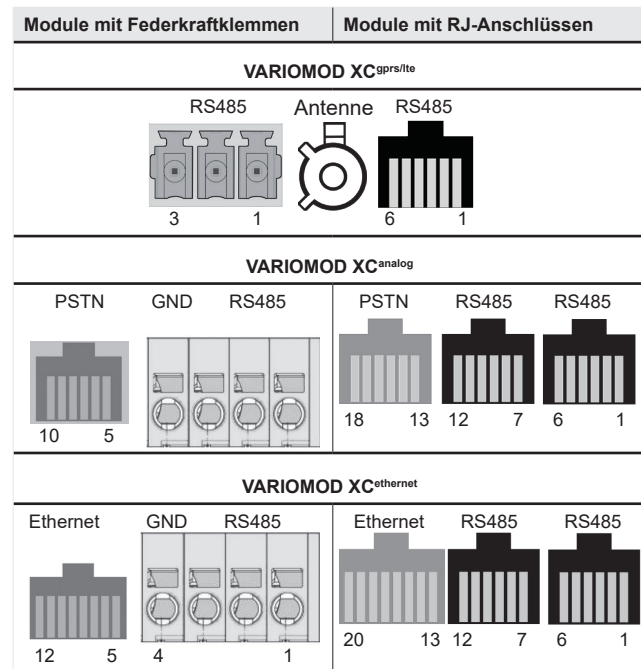 Module mit Federkraftklemmen Module mit RJ-Anschlüssen
VARIOMOD XCgprs/lte
RS485 Antenne RS485
3 1 6 1
VARIOMOD XCanalog
PSTN GND RS485 PSTN RS485 RS485
10 5 18 13 12 7 6 1
VARIOMOD XCethernet
Ethernet GND RS485 Ethernet RS485 RS485
12 5 4 1 20 13 12 7 6 1